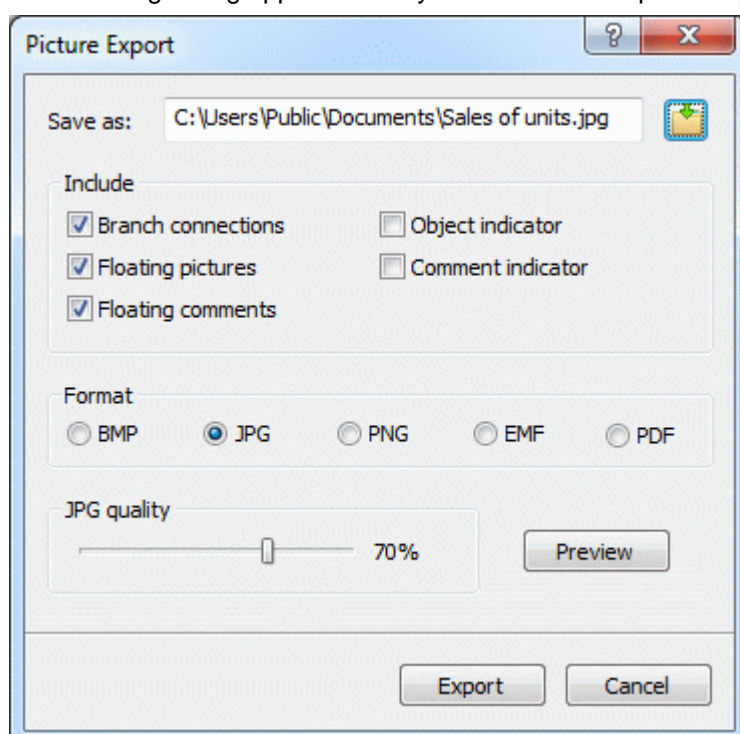 Picture Export
?
Save as: C:\Users\Public\Documents\Sales of units.jpg
Include
Branch connections Object indicator
Floating pictures Comment indicator
Floating comments
Format
BMP JPG PNG EMF PDF
JPG quality
70% Preview
Export Cancel